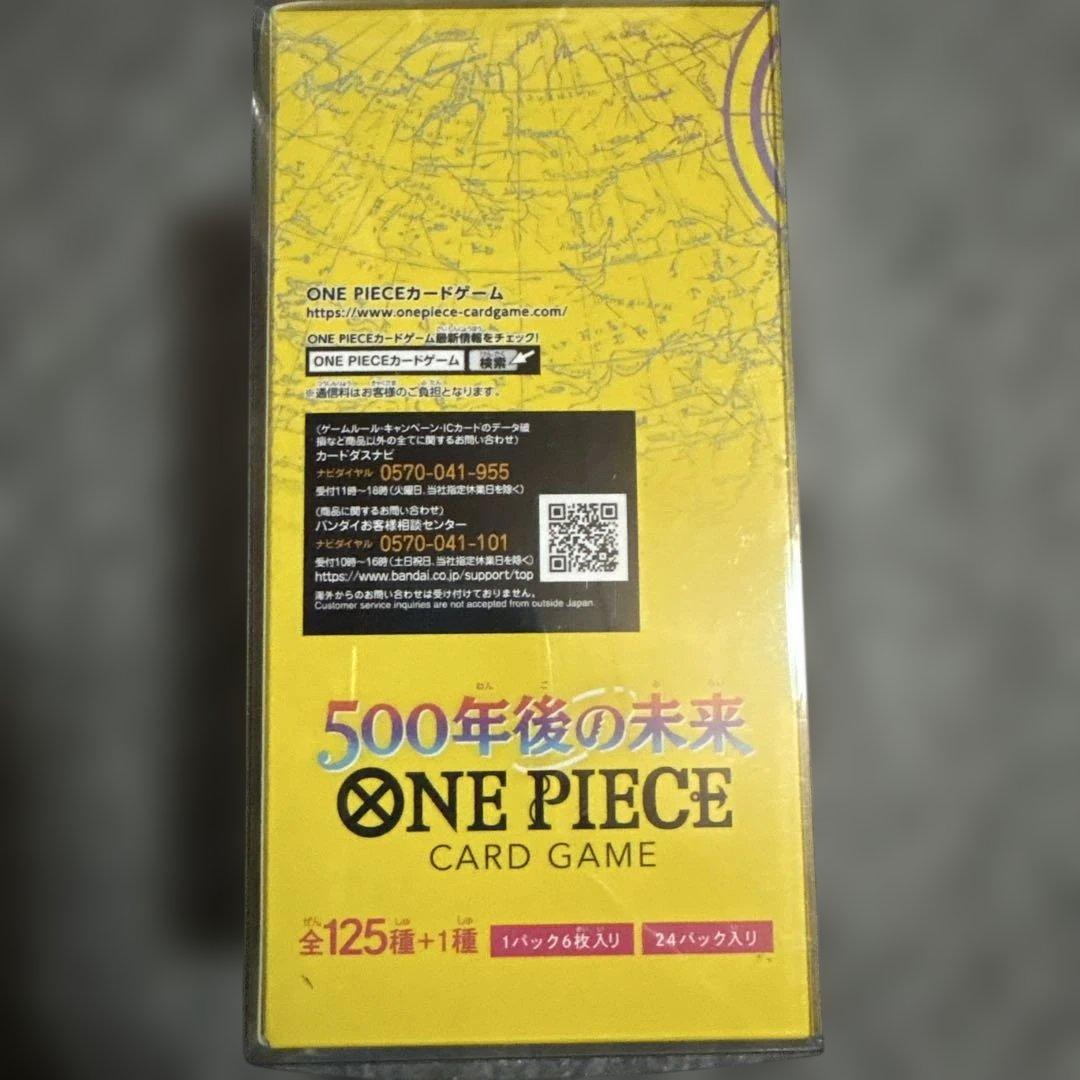 ONE PIECEカードゲーム
https://www.onepiece-cardgame.com/
ONE PIECEカードゲーム最新情報をチェック!
ONE PIECEカードゲーム 検索
※通信料はお客様のご負担となります。
〈ゲームルール・キャンペーン・ICカードのデータ破
損など商品以外の全てに関するお問い合わせ〉
カードダスナビ
ナビダイヤル 0570-041-955
受付11時～18時(火曜日、当社指定休業日を除く)
〈商品に関するお問い合わせ〉
バンダイお客様相談センター
ナビダイヤル 0570-041-101
受付10時～16時(土日祝日、当社指定休業日を除く)
https://www.bandai.co.jp/support/top
海外からのお問い合わせは受け付けておりません。
Customer service inquiries are not accepted from outside Japan.
500年後の未来
ONE PIECE
CARD GAME
全125種+1種 1パック6枚入り 24パック入り